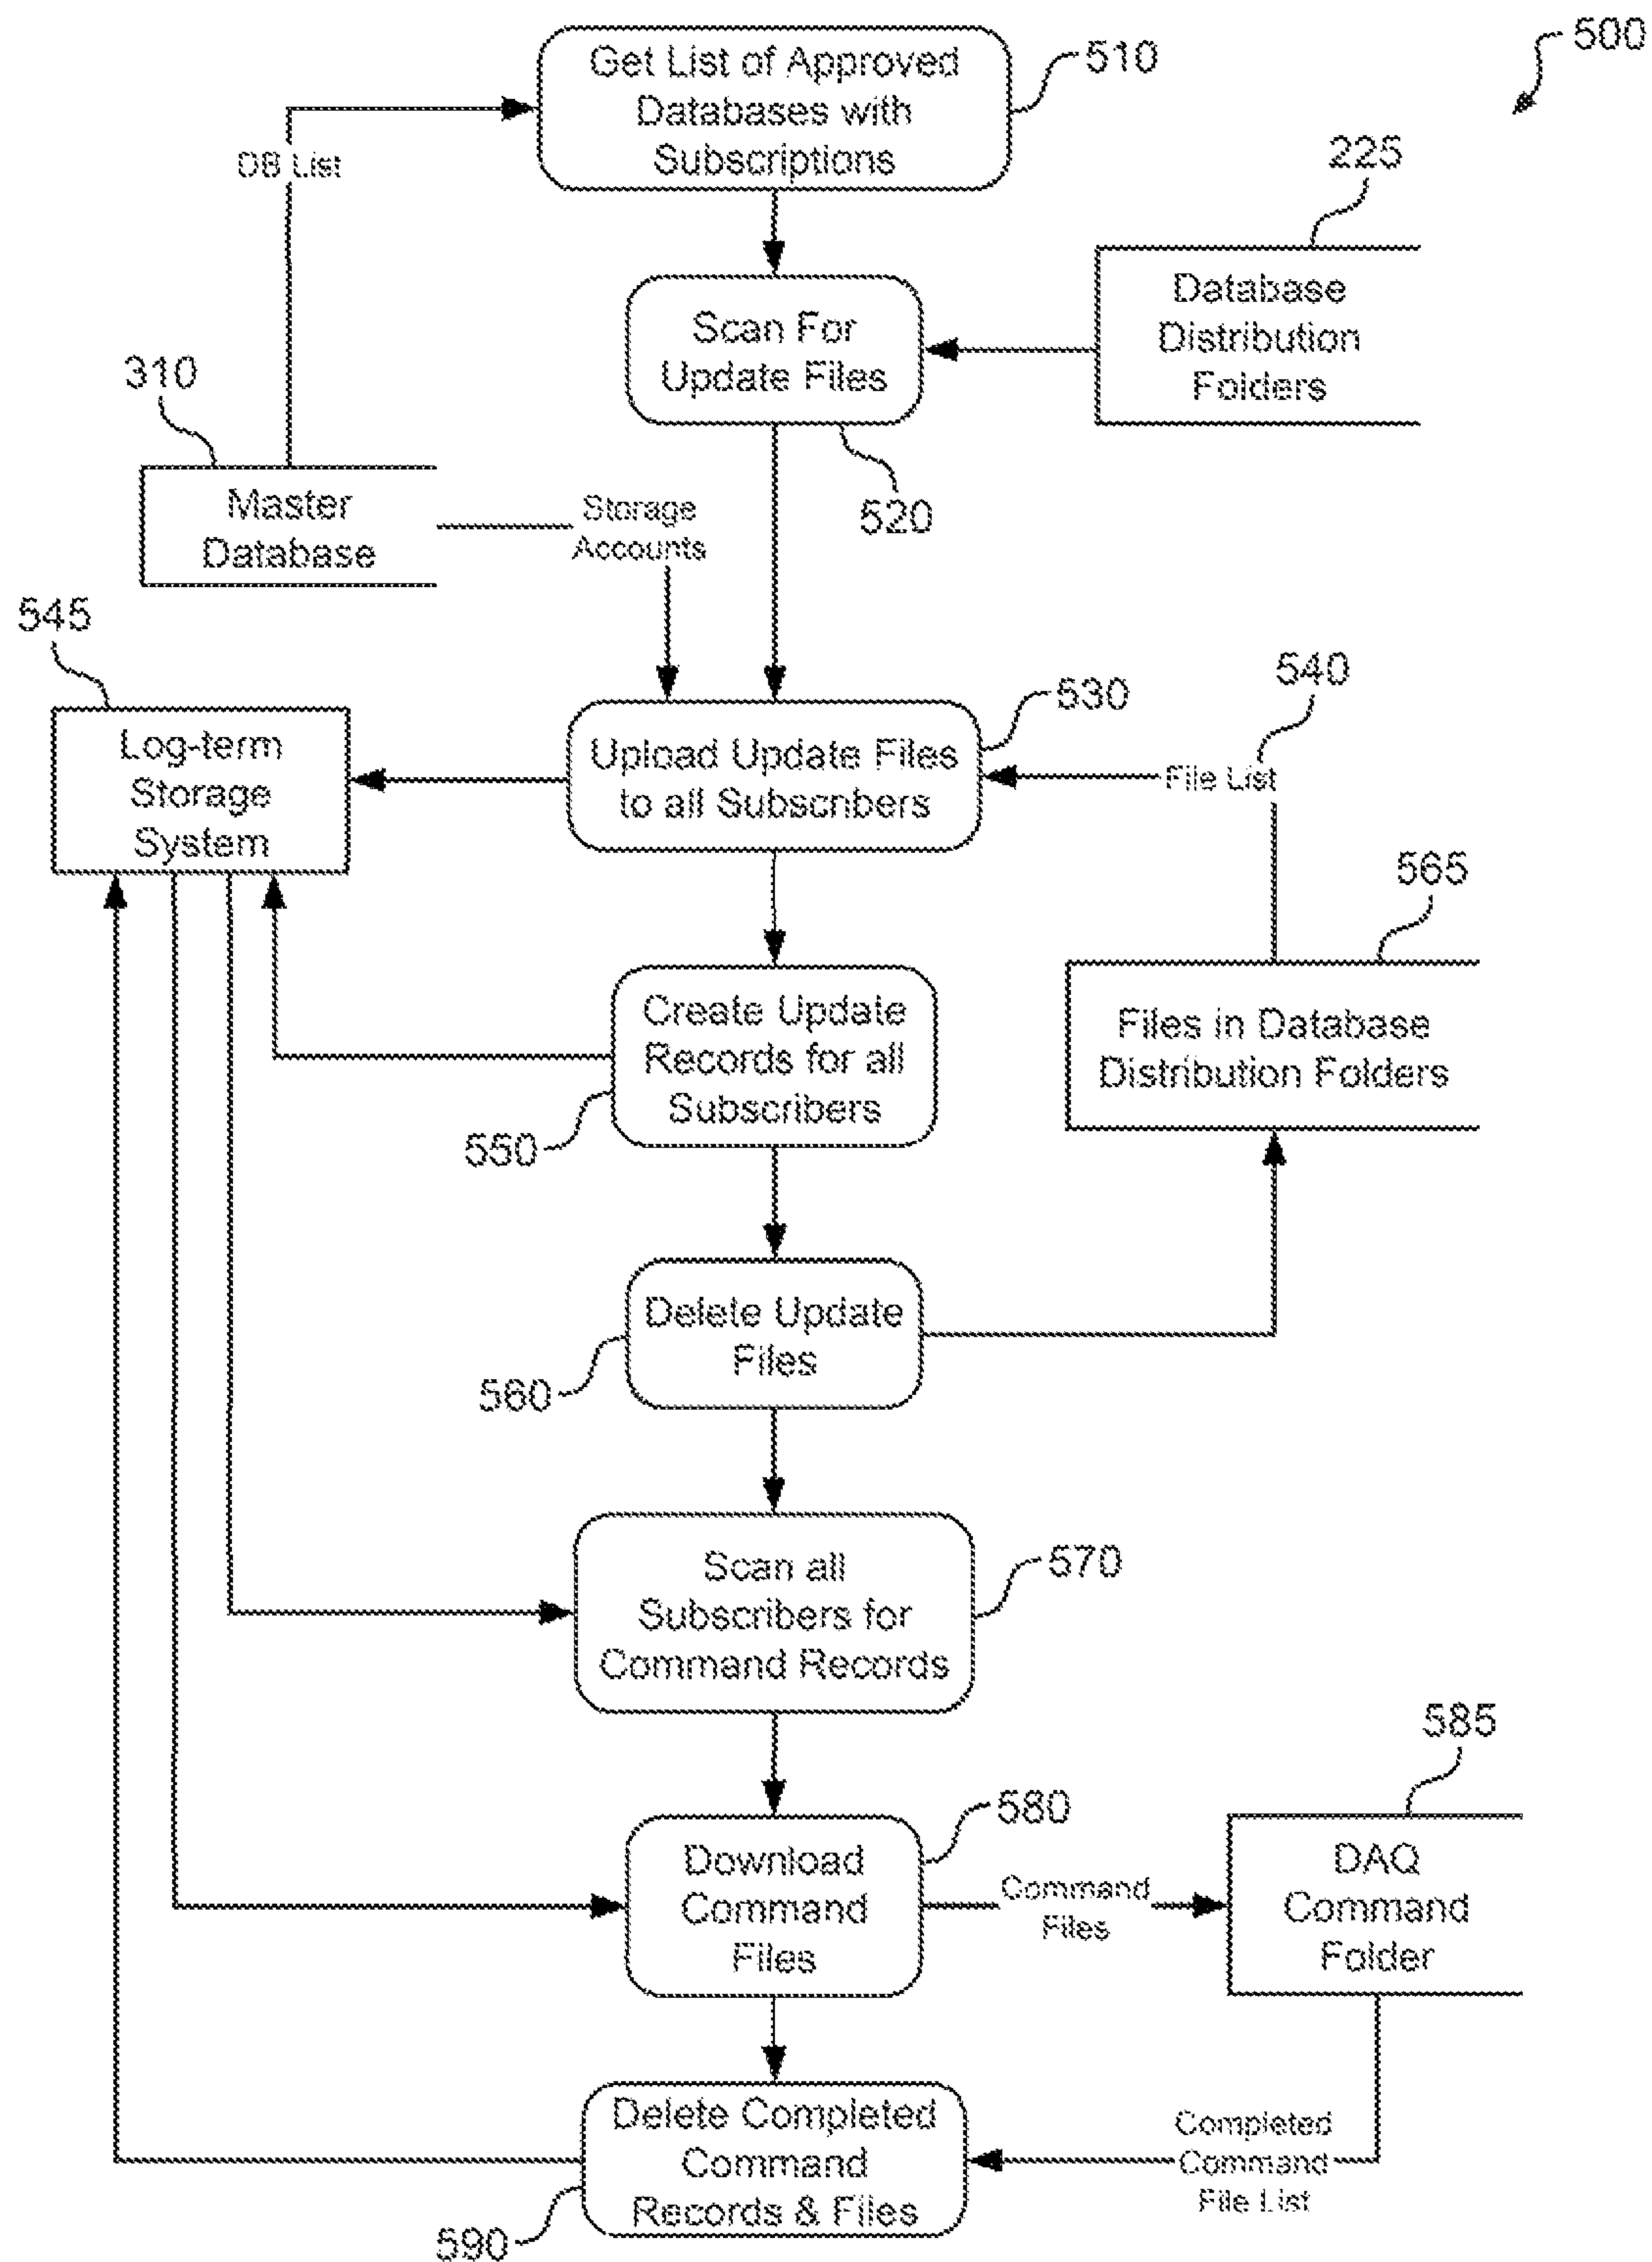 500
Get List of Approved
Databases with
Subscriptions
510
DB List
225
Database
Distribution
Folders
Scan For
Update Files
520
310
Master
Database
Storage
Accounts
545
Log-term
Storage
System
530
Upload Update Files
to all Subscribers
540
File List
565
Files in Database
Distribution Folders
Create Update
Records for all
Subscribers
550
Delete Update
Files
560
Scan all
Subscribers for
Command Records
570
580
Download
Command
Files
Command
Files
585
DAQ
Command
Folder
Delete Completed
Command
Records & Files
590
Completed
Command
File List